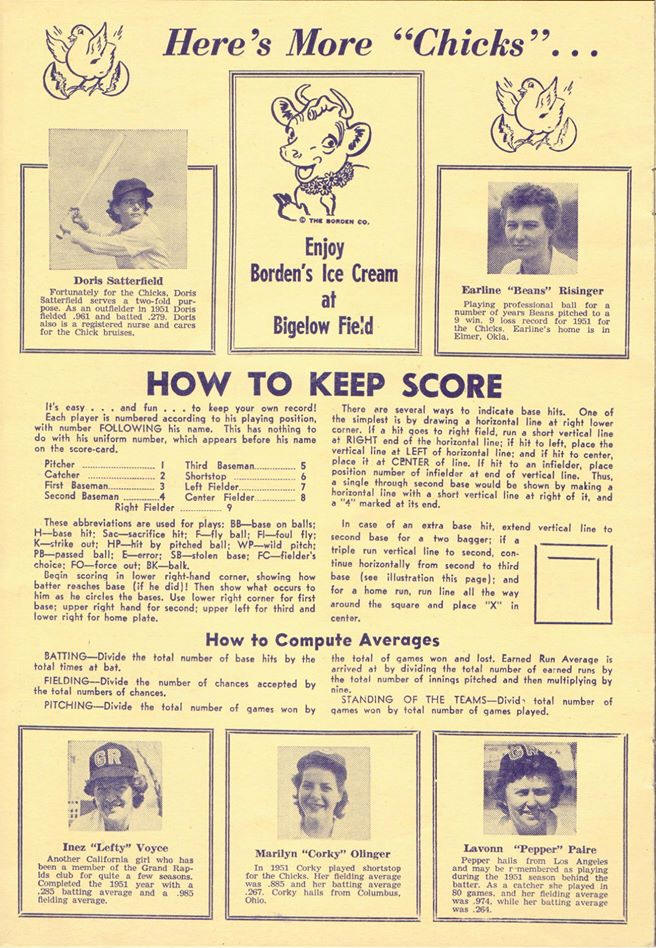 Here's More "Chicks"...
© THE BORDEN CO.
Enjoy
Borden's Ice Cream
at
Bigelow Field
Doris Satterfield
Fortunately for the Chicks, Doris
Satterfield serves a two-fold pur-
pose. As an outfielder in 1951 Doris
fielded .961 and batted .279. Doris
also is a registered nurse and cares
for the Chick bruises.
Earline "Beans" Risinger
Playing professional ball for a
number of years Beans pitched to a
9 win, 9 loss record for 1951 for
the Chicks. Earline's home is in
Elmer, Okla.
HOW TO KEEP SCORE
It's easy . . . and fun . . . to keep your own record!
Each player is numbered according to his playing position,
with number FOLLOWING his name. This has nothing to
do with his uniform number, which appears before his name
on the score-card.
Pitcher ........................ 1
Catcher ........................ 2
First Baseman................ 3
Second Baseman ............ 4
Third Baseman................ 5
Shortstop ...................... 6
Left Fielder.................... 7
Center Fielder................ 8
Right Fielder ............ 9
These abbreviations are used for plays: BB—base on balls;
H—base hit; Sac—sacrifice hit; F—fly ball; Fl—foul fly;
K—strike out; HP—hit by pitched ball; WP—wild pitch;
PB—passed ball; E—error; SB—stolen base; FC—fielder's
choice; FO—force out; BK—balk.
Begin scoring in lower right-hand corner, showing how
batter reaches base (if he did)! Then show what occurs to
him as he circles the bases. Use lower right corner for first
base; upper right hand for second; upper left for third and
lower right for home plate.
There are several ways to indicate base hits. One of
the simplest is by drawing a horizontal line at right lower
corner. If a hit goes to right field, run a short vertical line
at RIGHT end of the horizontal line; if hit to left, place the
vertical line at LEFT of horizontal line; and if hit to center,
place it at CENTER of line. If hit to an infielder, place
position number of infielder at end of vertical line. Thus,
a single through second base would be shown by making a
horizontal line with a short vertical line at right of it, and
a "4" marked at its end.
In case of an extra base hit, extend vertical line to
second base for a two bagger; if a
triple run vertical line to second, con-
tinue horizontally from second to third
base (see illustration this page); and
for a home run, run line all the way
around the square and place "X" in
center.
How to Compute Averages
BATTING—Divide the total number of base hits by the
total times at bat.
FIELDING—Divide the number of chances accepted by
the total numbers of chances.
PITCHING—Divide the total number of games won by
the total of games won and lost. Earned Run Average is
arrived at by dividing the total number of earned runs by
the total number of innings pitched and then multiplying by
nine.
STANDING OF THE TEAMS—Divide total number of
games won by total number of games played.
GR
Inez "Lefty" Voyce
Another California girl who has
been a member of the Grand Rap-
ids club for quite a few seasons.
Completed the 1951 year with a
.285 batting average and a .985
fielding average.
Marilyn "Corky" Olinger
In 1951 Corky played shortstop
for the Chicks. Her fielding average
was .885 and her batting average
.267. Corky hails from Columbus,
Ohio.
GR
Lavonn "Pepper" Paire
Pepper hails from Los Angeles
and may be remembered as playing
during the 1951 season behind the
batter. As a catcher she played in
80 games, and her fielding average
was .974, while her batting average
was .264.